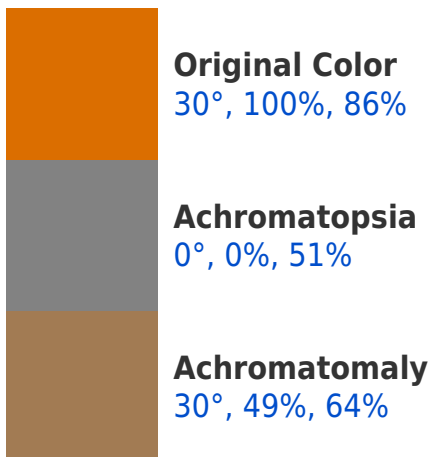 Original Color
30°, 100%, 86%
Achromatopsia
0°, 0%, 51%
Achromatomaly
30°, 49%, 64%